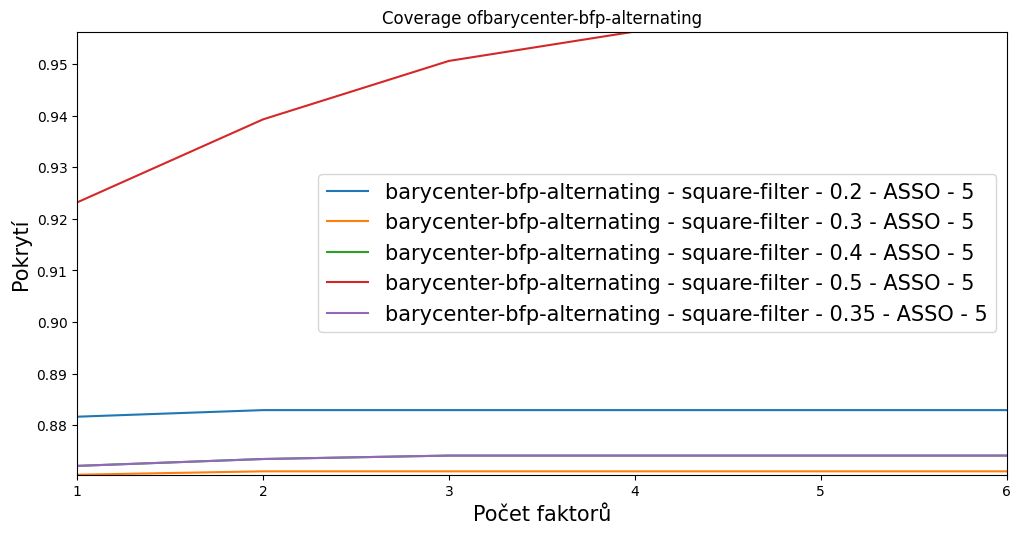 Coverage ofbarycenter-bfp-alternating
0.95
0.94
0.93
0.92
0.91
0.90
0.89
0.88
Pokrytí
barycenter-bfp-alternating - square-filter - 0.2 - ASSO - 5
barycenter-bfp-alternating - square-filter - 0.3 - ASSO - 5
barycenter-bfp-alternating - square-filter - 0.4 - ASSO - 5
barycenter-bfp-alternating - square-filter - 0.5 - ASSO - 5
barycenter-bfp-alternating - square-filter - 0.35 - ASSO - 5
1 2 3 4 5 6
Počet faktorů